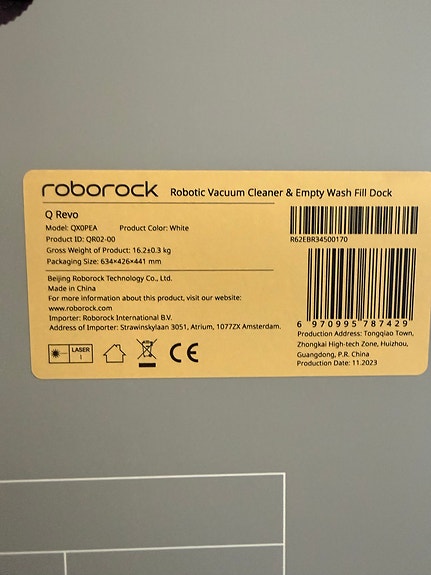 roborock Robotic Vacuum Cleaner & Empty Wash Fill Dock
Q Revo
Model: QX0PEA Product Color: White
Product ID: QR02-00
Gross Weight of Product: 16.2±0.3 kg
Packaging Size: 634×426×441 mm
Beijing Roborock Technology Co., Ltd.
Made in China
For more information about this product, visit our website:
www.roborock.com
Importer: Roborock International B.V.
Address of Importer: Strawinskylaan 3051, Atrium, 1077ZX Amsterdam.
LASER
1
CE
R62EBR34500170
6 970995 787429
Production Address: Tongqiao Town,
Zhongkai High-tech Zone, Huizhou,
Guangdong, P.R. China
Production Date: 11.2023